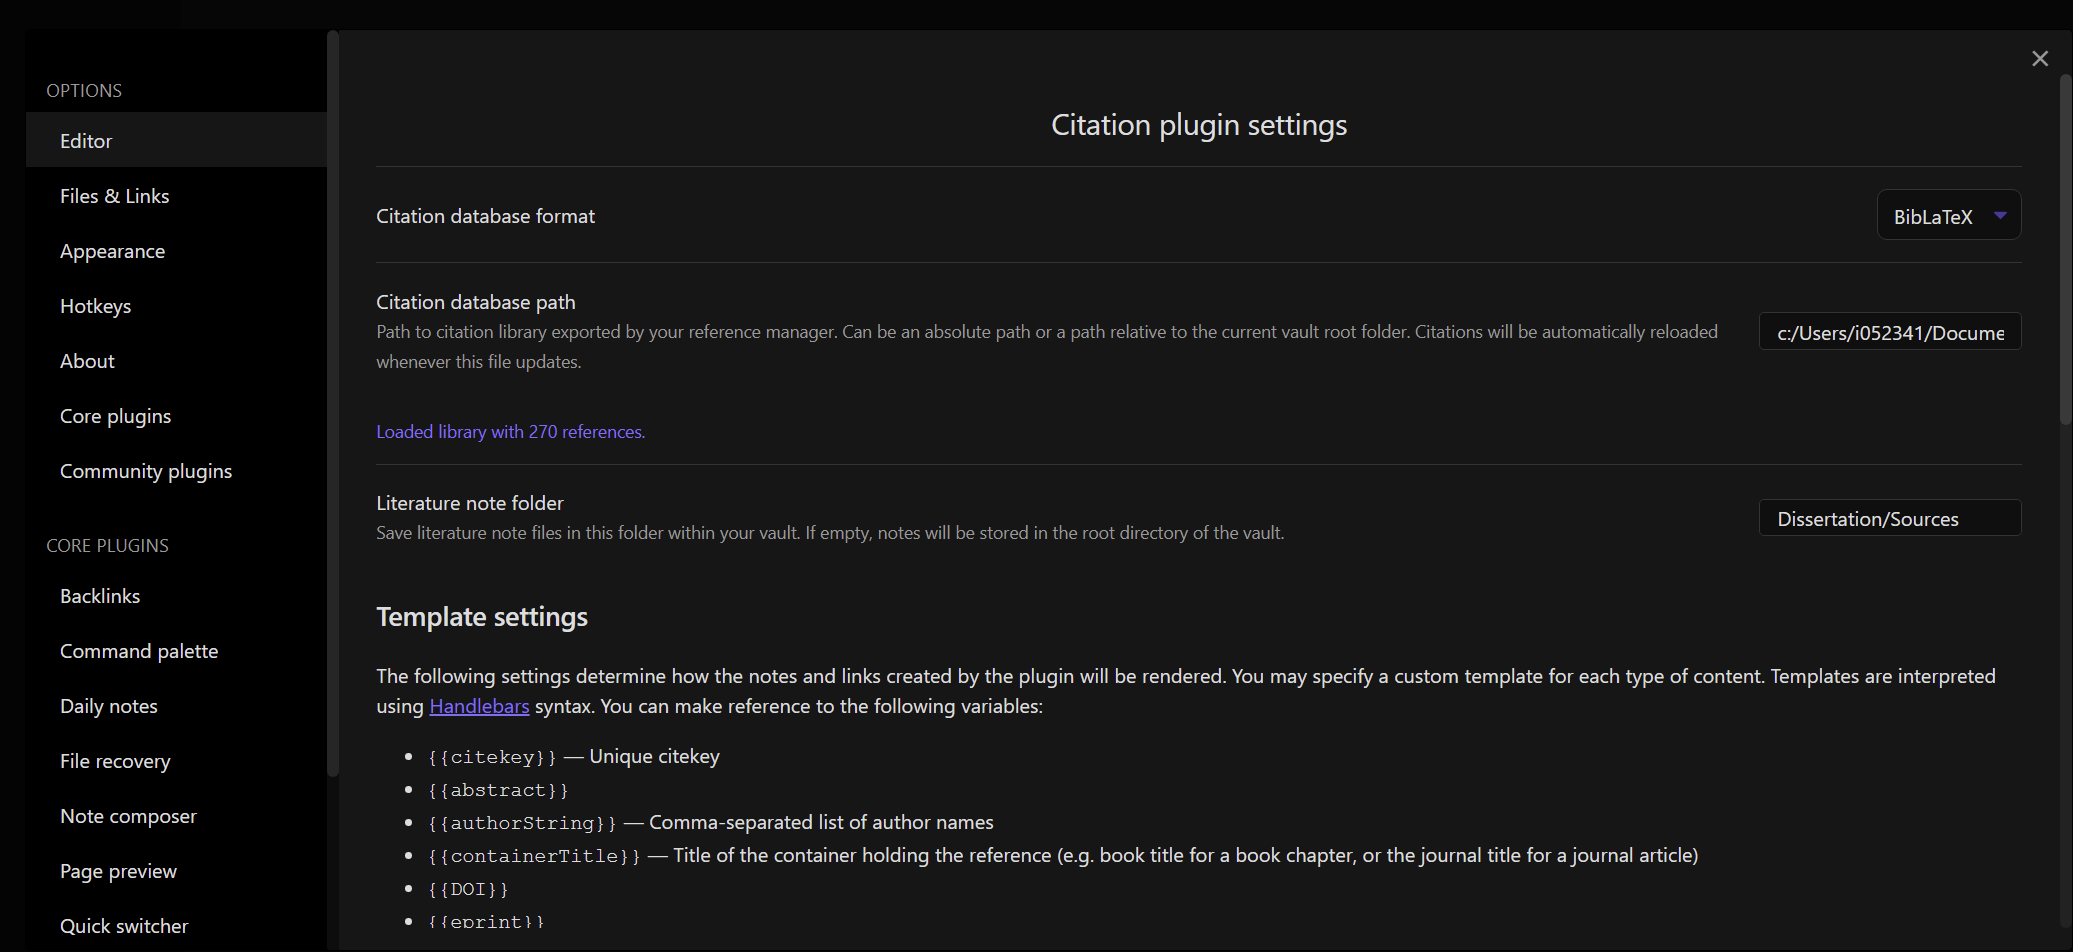 OPTIONS
Editor
Files & Links
Appearance
Hotkeys
About
Core plugins
Community plugins
CORE PLUGINS
Backlinks
Command palette
Daily notes
File recovery
Note composer
Page preview
Quick switcher
Citation plugin settings
Citation database format
BibLaTeX
Citation database path
Path to citation library exported by your reference manager. Can be an absolute path or a path relative to the current vault root folder. Citations will be automatically reloaded
whenever this file updates.
c:/Users/i052341/Docume
Loaded library with 270 references.
Literature note folder
Save literature note files in this folder within your vault. If empty, notes will be stored in the root directory of the vault.
Dissertation/Sources
Template settings
The following settings determine how the notes and links created by the plugin will be rendered. You may specify a custom template for each type of content. Templates are interpreted
using Handlebars syntax. You can make reference to the following variables:
• {{citekey}} — Unique citekey
• {{abstract}}
• {{authorString}} — Comma-separated list of author names
• {{containerTitle}} — Title of the container holding the reference (e.g. book title for a book chapter, or the journal title for a journal article)
• {{DOI}}
• {{eprint}}